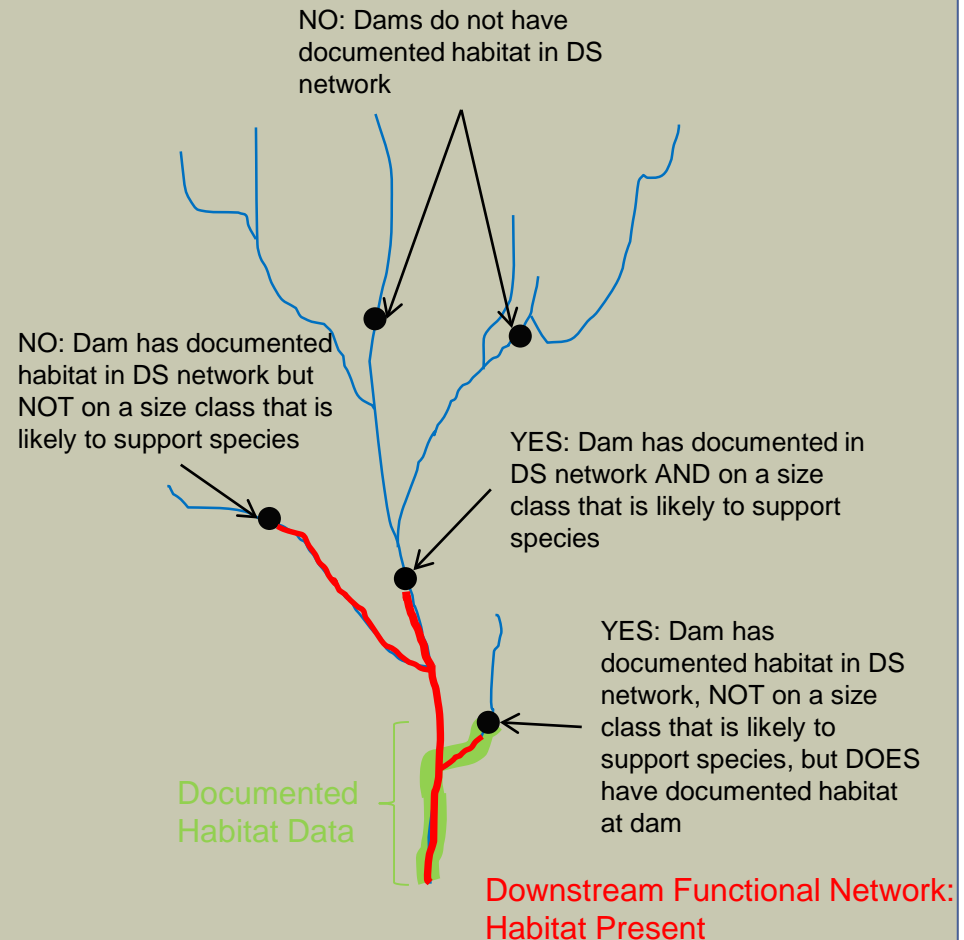 NO: Dams do not have
documented habitat in DS
network
NO: Dam has documented
habitat in DS network but
NOT on a size class that is
likely to support species
YES: Dam has documented in
DS network AND on a size
class that is likely to support
species
YES: Dam has
documented habitat in DS
network, NOT on a size
class that is likely to
support species, but DOES
have documented habitat
at dam
Documented
Habitat Data
Downstream Functional Network:
Habitat Present